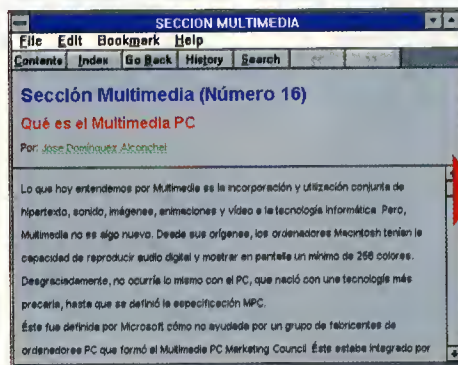 SECCION MULTIMEDIA
File Edit Bookmark Help
Contents Index Go Back History Search << >>
Sección Multimedia (Número 16)
Qué es el Multimedia PC
Por: Jose Domínguez Alconchel
Lo que hoy entendemos por Multimedia es la incorporación y utilización conjunta de
hipertexto, sonido, imágenes, animaciones y vídeo a la tecnología informática. Pero,
Multimedia no es algo nuevo. Desde sus orígenes, los ordenadores Macintosh tenían la
capacidad de reproducir audio digital y mostrar en pantalla un mínimo de 256 colores.
Desgraciadamente, no ocurría lo mismo con el PC, que nació con una tecnología más
precaria, hasta que se definió la especificación MPC.
Éste fue definida por Microsoft cómo no ayudada por un grupo de fabricantes de
ordenadores PC que formó el Multimedia PC Marketing Council. Éste estaba integrado por